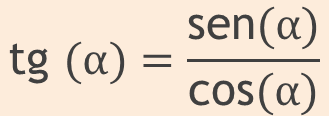 tg (α) = sen(α)/cos(α)